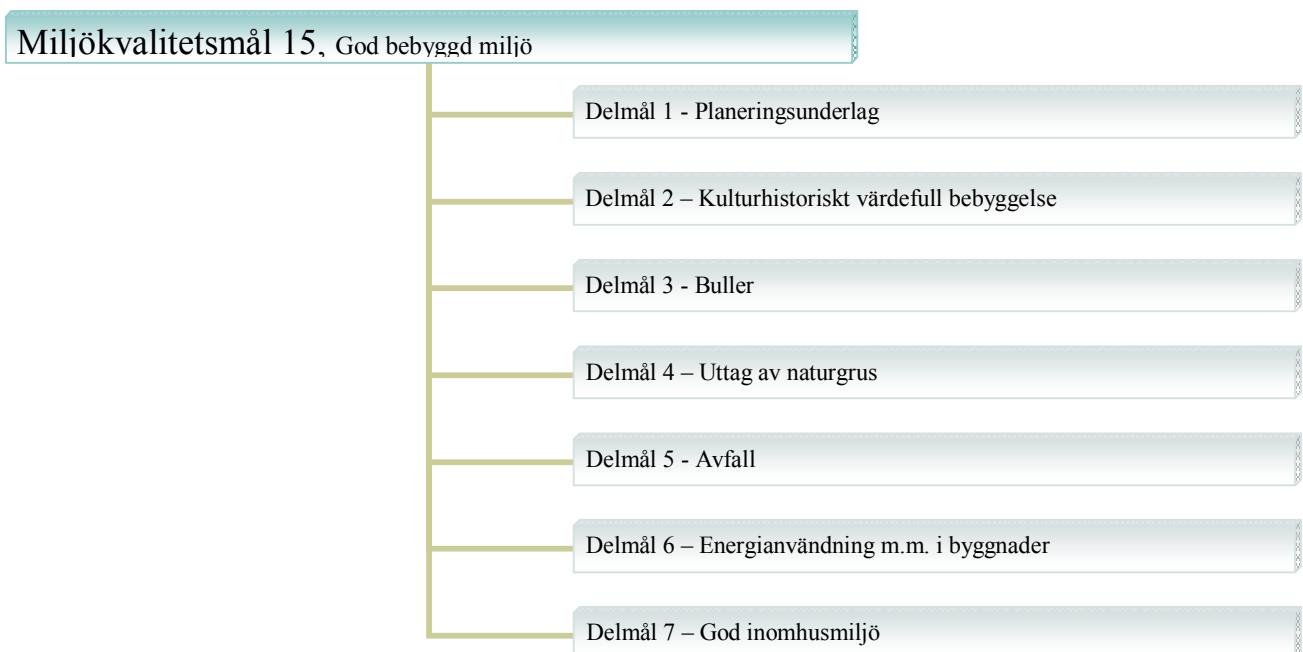 Miljökvalitetsmål 15, God bebyggd miljö
Delmål 1 - Planeringsunderlag
Delmål 2 – Kulturhistoriskt värdefull bebyggelse
Delmål 3 - Buller
Delmål 4 – Uttag av naturgrus
Delmål 5 - Avfall
Delmål 6 – Energianvändning m.m. i byggnader
Delmål 7 – God inomhusmiljö